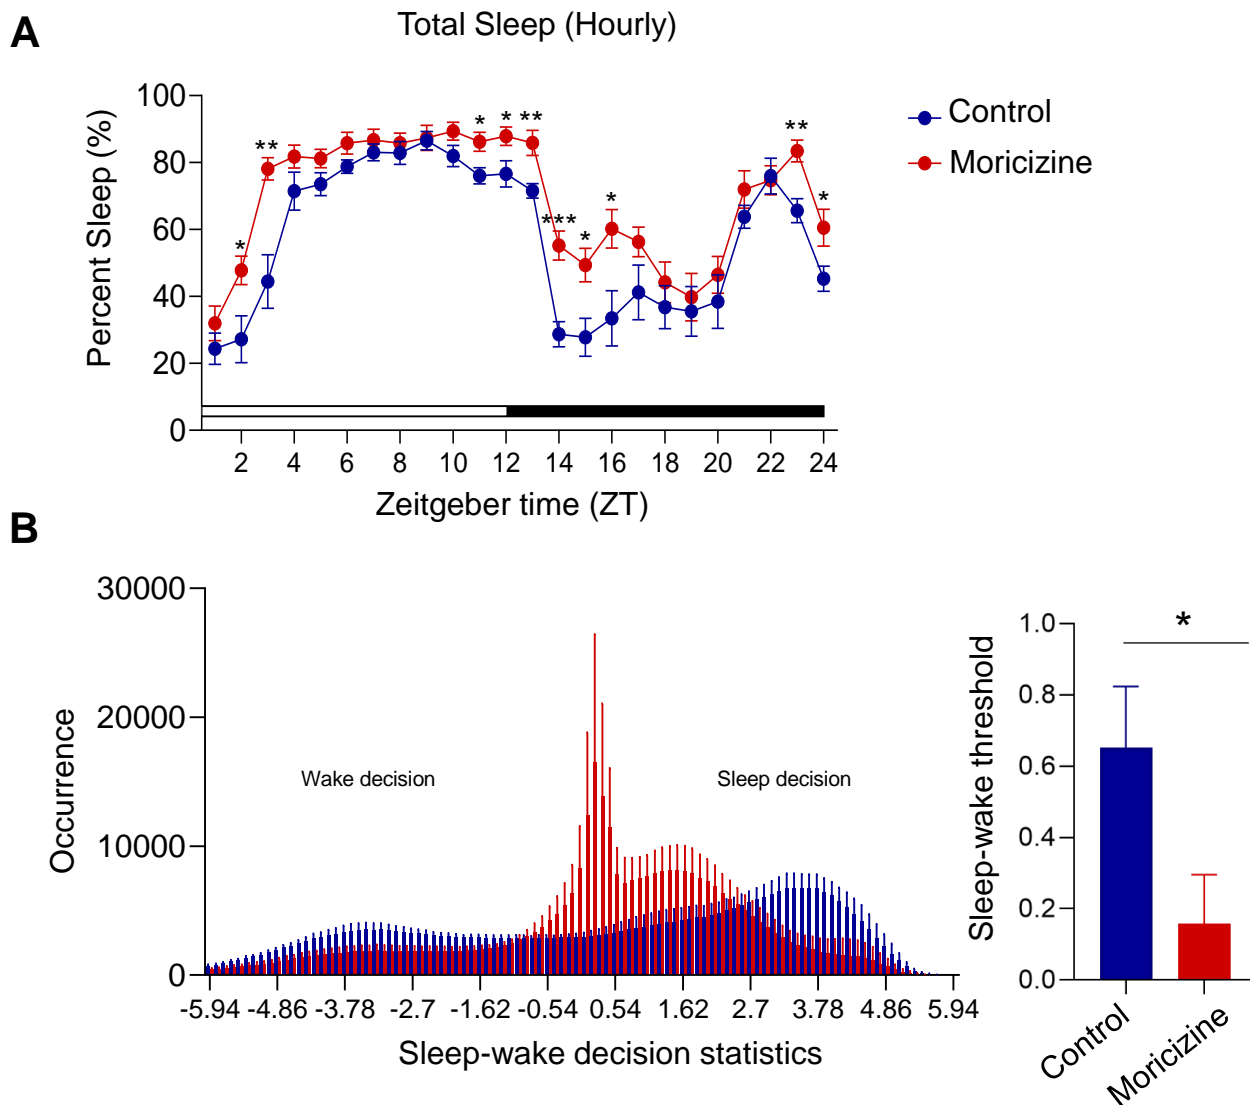 A
Total Sleep (Hourly)
Percent Sleep (%)
100
80
60
40
20
0
** * * ** *** * * ** * *
2 4 6 8 10 12 14 16 18 20 22 24
Zeitgeber time (ZT)
Control
Moricizine
B
Occurrence
30000
20000
10000
0
Wake decision
Sleep decision
-5.94 -4.86 -3.78 -2.7 -1.62 -0.54 0.54 1.62 2.7 3.78 4.86 5.94
Sleep-wake decision statistics
Sleep-wake threshold
1.0
0.8
0.6
0.4
0.2
0.0
*
Control
Moricizine